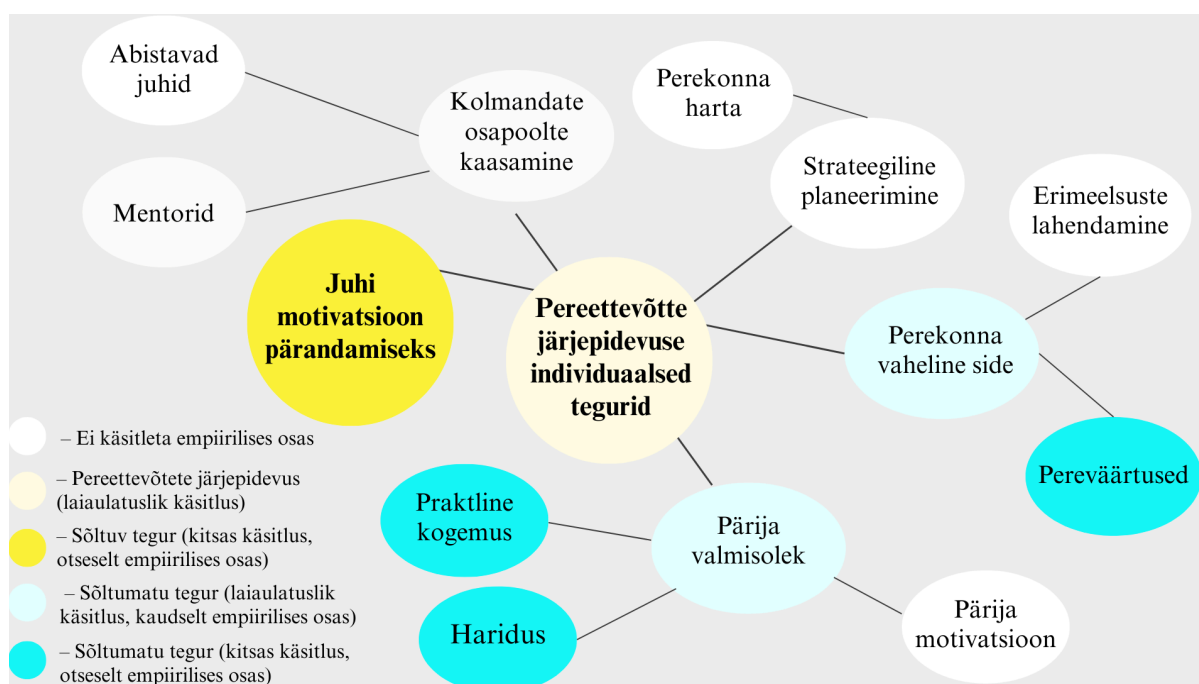 Abistavad
juhid
Kolmandate
osapoolte
kaasamine
Mentorid
Perekonna
harta
Strateegiline
planeerimine
Erimeelsuste
lahendamine
Juhi
motivatsioon
pärandamiseks
Pereettevõtte
järjepidevuse
individuaalsed
tegurid
Perekonna
vaheline side
Pereväärtused
Praktline
kogemus
Pärija
valmisolek
Haridus
Pärija
motivatsioon
– Ei käsitleta empiirilises osas
– Pereettevõtete järjepidevus
(laiaulatuslik käsitlus)
– Sõltuv tegur (kitsas käsitlus,
otseselt empiirilises osas)
– Sõltumatu tegur (laiaulatuslik
käsitlus, kaudselt empiirilises osas)
– Sõltumatu tegur (kitsas käsitlus,
otseselt empiirilises osas)